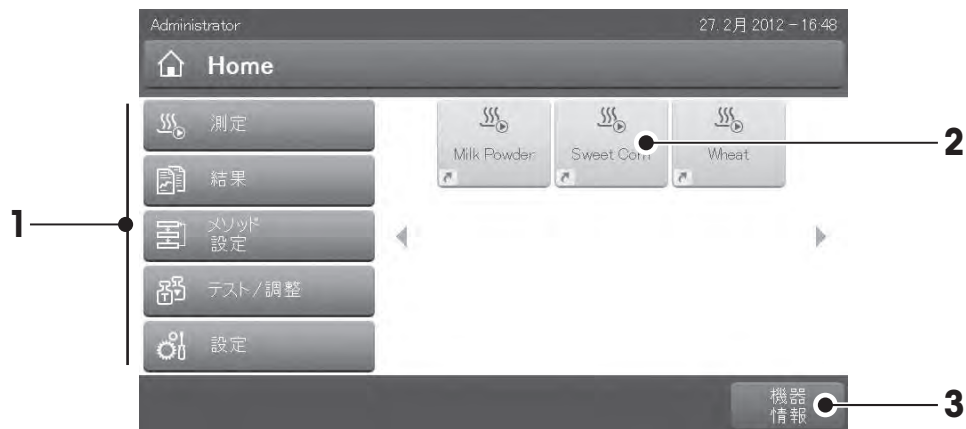 Administrator
27. 2月 2012 - 16:48
Home
測定
結果
メソッド
設定
テスト/調整
設定
Milk Powder
Sweet Corn
Wheat
機器
情報
1
2
3